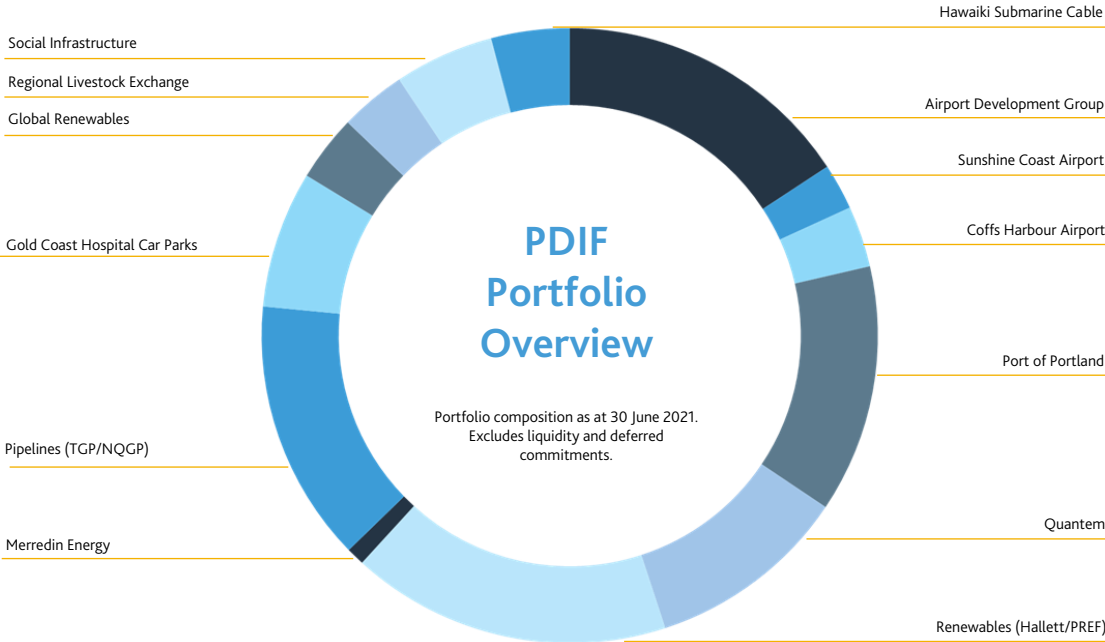 Hawaiki Submarine Cable
Social Infrastructure
Regional Livestock Exchange
Airport Development Group
Global Renewables
Sunshine Coast Airport
Coffs Harbour Airport
Gold Coast Hospital Car Parks
PDIF
Portfolio
Overview
Port of Portland
Portfolio composition as at 30 June 2021.
Excludes liquidity and deferred
commitments.
Pipelines (TGP/NQGP)
Quantem
Merredin Energy
Renewables (Hallett/PREF)